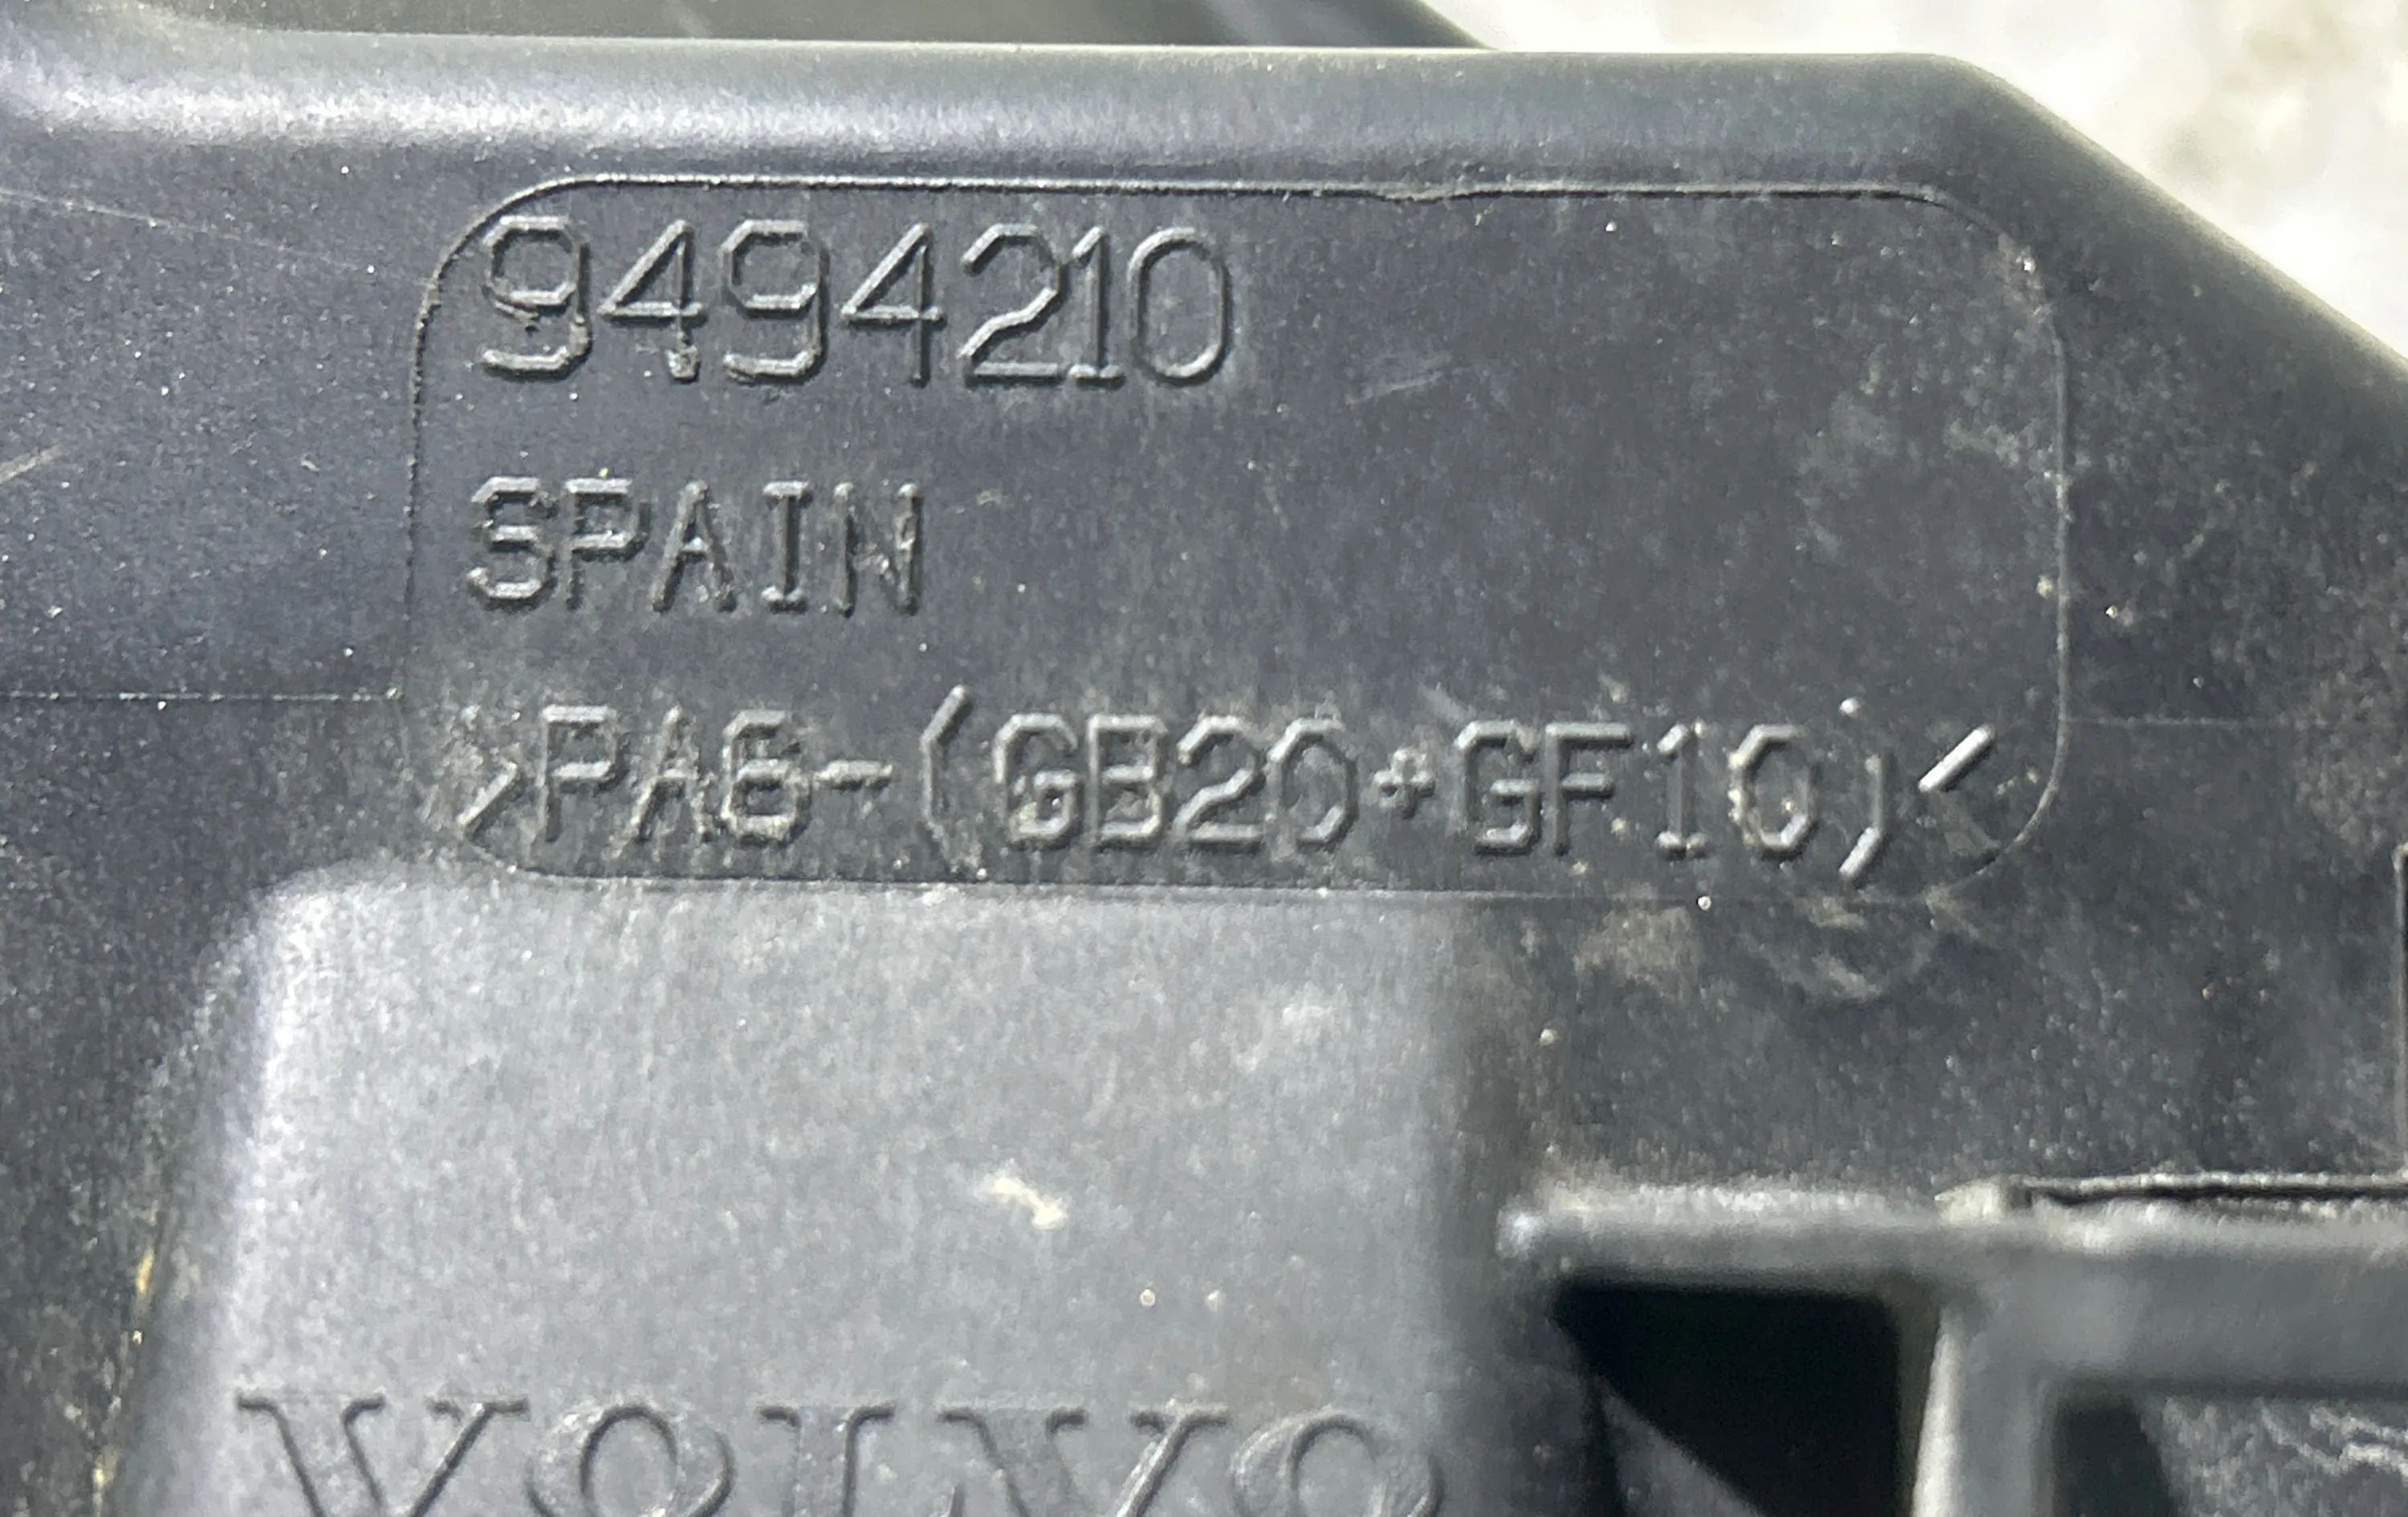 9494210
SPAIN
>PA6-(GB20+GF10)<
VOLVO